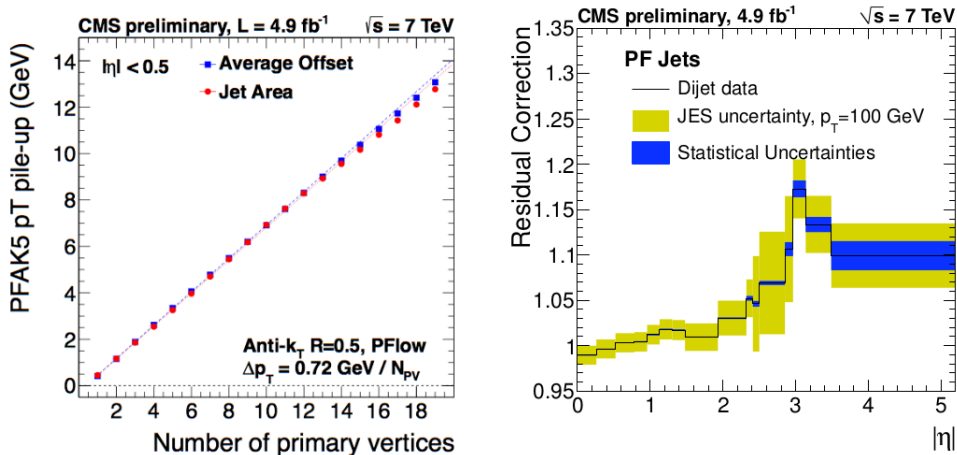 CMS preliminary, L = 4.9 fb⁻¹ √s = 7 TeV
PFAK5 pT pile-up (GeV)
14
12
10
8
6
4
2
0
|η| < 0.5
Average Offset
Jet Area
Anti-k_T R=0.5, PFlow
Δp_T = 0.72 GeV / N_PV
2 4 6 8 10 12 14 16 18
Number of primary vertices
CMS preliminary, 4.9 fb⁻¹ √s = 7 TeV
Residual Correction
1.35
1.3
1.25
1.2
1.15
1.1
1.05
1
0.95
PF Jets
Dijet data
JES uncertainty, p_T=100 GeV
Statistical Uncertainties
0 1 2 3 4 5
|η|